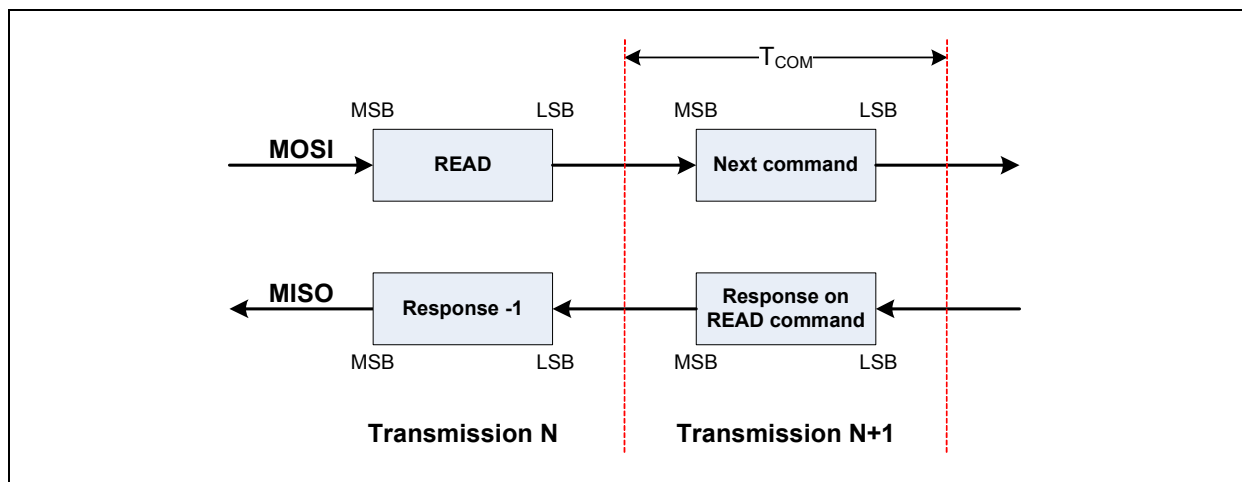 T_COM
MSB LSB MSB LSB
MOSI READ Next command
MISO Response -1 Response on
READ command
MSB LSB MSB LSB
Transmission N Transmission N+1